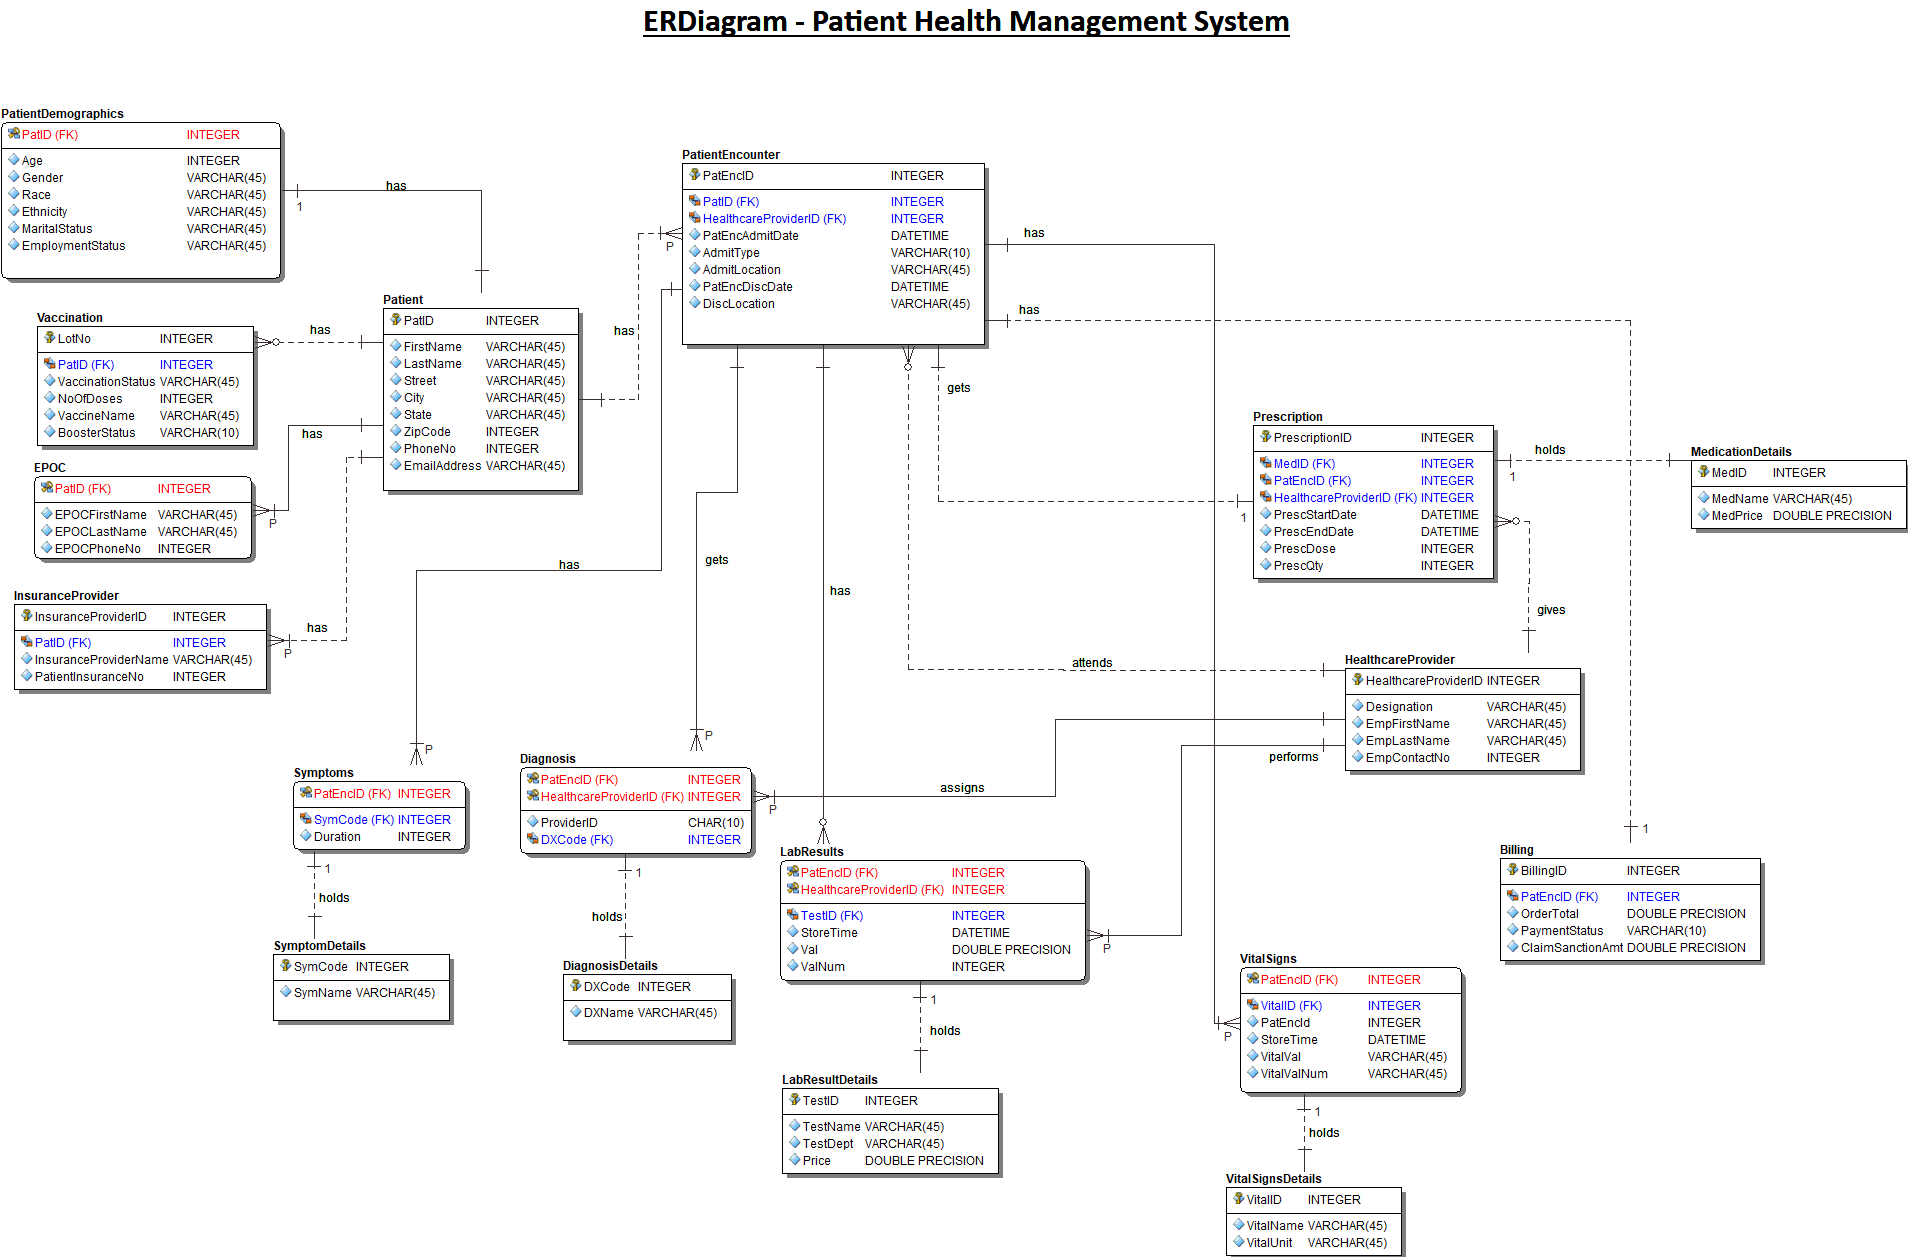 ERDiagram - Patient Health Management System
PatientDemographics
PatID (FK) INTEGER
Age INTEGER
Gender VARCHAR(45)
Race VARCHAR(45)
Ethnicity VARCHAR(45)
MaritalStatus VARCHAR(45)
EmploymentStatus VARCHAR(45)
has
1
Vaccination
LotNo INTEGER
PatID (FK) INTEGER
VaccinationStatus VARCHAR(45)
NoOfDoses INTEGER
VaccineName VARCHAR(45)
BoosterStatus VARCHAR(10)
has
EPOC
PatID (FK) INTEGER
EPOCFirstName VARCHAR(45)
EPOCLastName VARCHAR(45)
EPOCPhoneNo INTEGER
has
P
InsuranceProvider
InsuranceProviderID INTEGER
PatID (FK) INTEGER
InsuranceProviderName VARCHAR(45)
PatientInsuranceNo INTEGER
has
P
Patient
PatID INTEGER
FirstName VARCHAR(45)
LastName VARCHAR(45)
Street VARCHAR(45)
City VARCHAR(45)
State VARCHAR(45)
ZipCode INTEGER
PhoneNo INTEGER
EmailAddress VARCHAR(45)
has
P
PatientEncounter
PatEncID INTEGER
PatID (FK) INTEGER
HealthcareProviderID (FK) INTEGER
PatEncAdmitDate DATETIME
AdmitType VARCHAR(10)
AdmitLocation VARCHAR(45)
PatEncDiscDate DATETIME
DiscLocation VARCHAR(45)
has
has
gets
1
has
gets
has
attends
Prescription
PrescriptionID INTEGER
MedID (FK) INTEGER
PatEncID (FK) INTEGER
HealthcareProviderID (FK) INTEGER
PrescStartDate DATETIME
PrescEndDate DATETIME
PrescDose INTEGER
PrescQty INTEGER
holds
1
MedicationDetails
MedID INTEGER
MedName VARCHAR(45)
MedPrice DOUBLE PRECISION
gives
HealthcareProvider
HealthcareProviderID INTEGER
Designation VARCHAR(45)
EmpFirstName VARCHAR(45)
EmpLastName VARCHAR(45)
EmpContactNo INTEGER
performs
assigns
P
Symptoms
PatEncID (FK) INTEGER
SymCode (FK) INTEGER
Duration INTEGER
1
holds
SymptomDetails
SymCode INTEGER
SymName VARCHAR(45)
P
Diagnosis
PatEncID (FK) INTEGER
HealthcareProviderID (FK) INTEGER
ProviderID CHAR(10)
DXCode (FK) INTEGER
P
1
holds
DiagnosisDetails
DXCode INTEGER
DXName VARCHAR(45)
LabResults
PatEncID (FK) INTEGER
HealthcareProviderID (FK) INTEGER
TestID (FK) INTEGER
StoreTime DATETIME
Val DOUBLE PRECISION
ValNum INTEGER
P
1
holds
LabResultDetails
TestID INTEGER
TestName VARCHAR(45)
TestDept VARCHAR(45)
Price DOUBLE PRECISION
1
Billing
BillingID INTEGER
PatEncID (FK) INTEGER
OrderTotal DOUBLE PRECISION
PaymentStatus VARCHAR(10)
ClaimSanctionAmt DOUBLE PRECISION
P
VitalSigns
PatEncID (FK) INTEGER
VitalID (FK) INTEGER
PatEncId INTEGER
StoreTime DATETIME
VitalVal VARCHAR(45)
VitalValNum VARCHAR(45)
1
holds
VitalSignsDetails
VitalID INTEGER
VitalName VARCHAR(45)
VitalUnit VARCHAR(45)